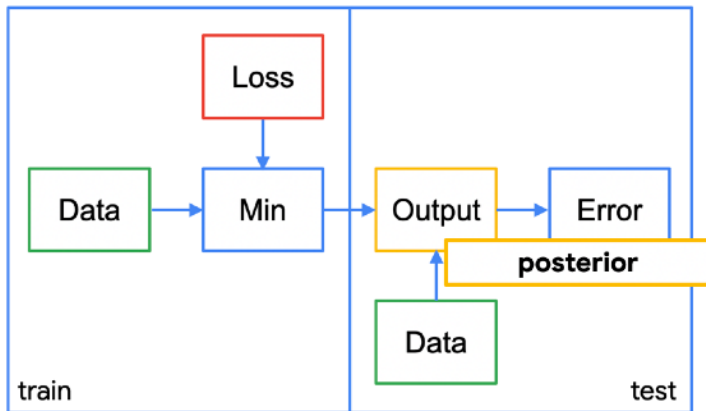 Loss
Data
Min
Output
Error
posterior
Data
train
test